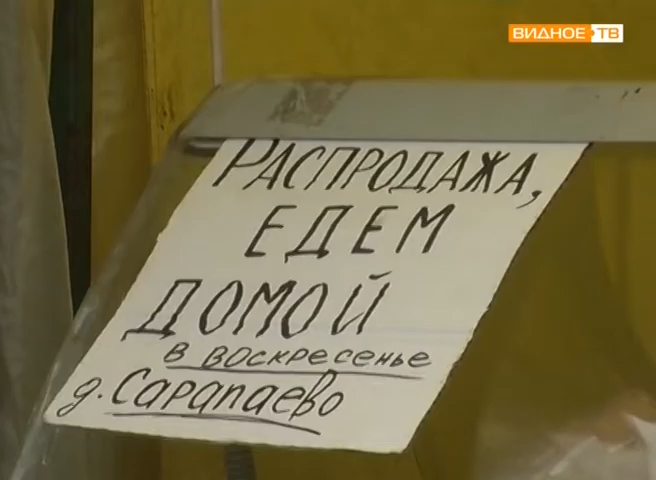 ВИДНОЕ ТВ
РАСПРОДАЖА,
ЕДЕМ
ДОМОЙ
в воскресенье
д. Сарапаево